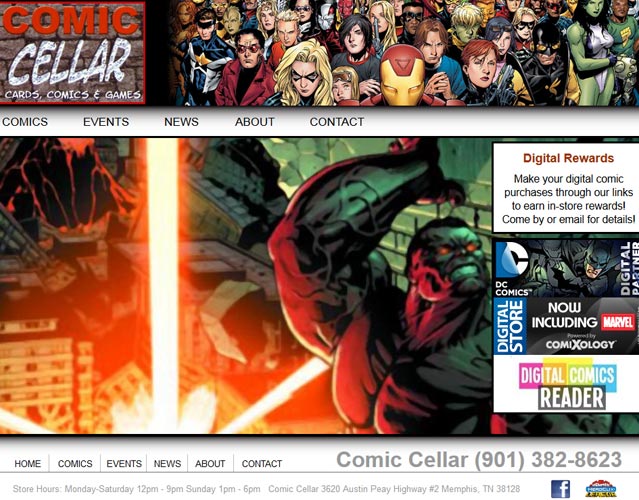 COMIC
CELLAR
CARDS, COMICS & GAMES
COMICS EVENTS NEWS ABOUT CONTACT
Digital Rewards
Make your digital comic
purchases through our links
to earn in-store rewards!
Come by or email for details!
DC COMICS™
DIGITAL
DIGITAL
STORE
NOW
INCLUDING MARVEL
Powered by
COMIXOLOGY
DIGITAL COMICS
READER
HOME COMICS EVENTS NEWS ABOUT CONTACT
Comic Cellar (901) 382-8623
Store Hours: Monday-Saturday 12pm - 9pm Sunday 1pm - 6pm Comic Cellar 3620 Austin Peay Highway #2 Memphis, TN 38128
f